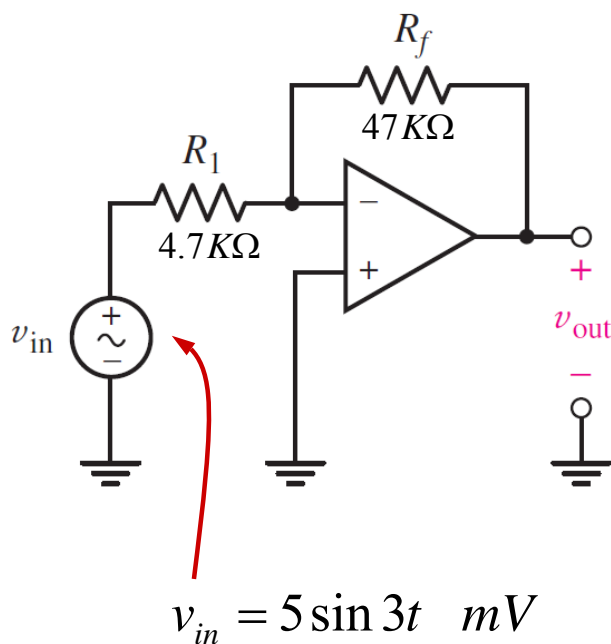 R_f
47KΩ
R_1
4.7KΩ
−
+
v_in
+
−
+
v_out
−
v_in = 5 sin 3t mV